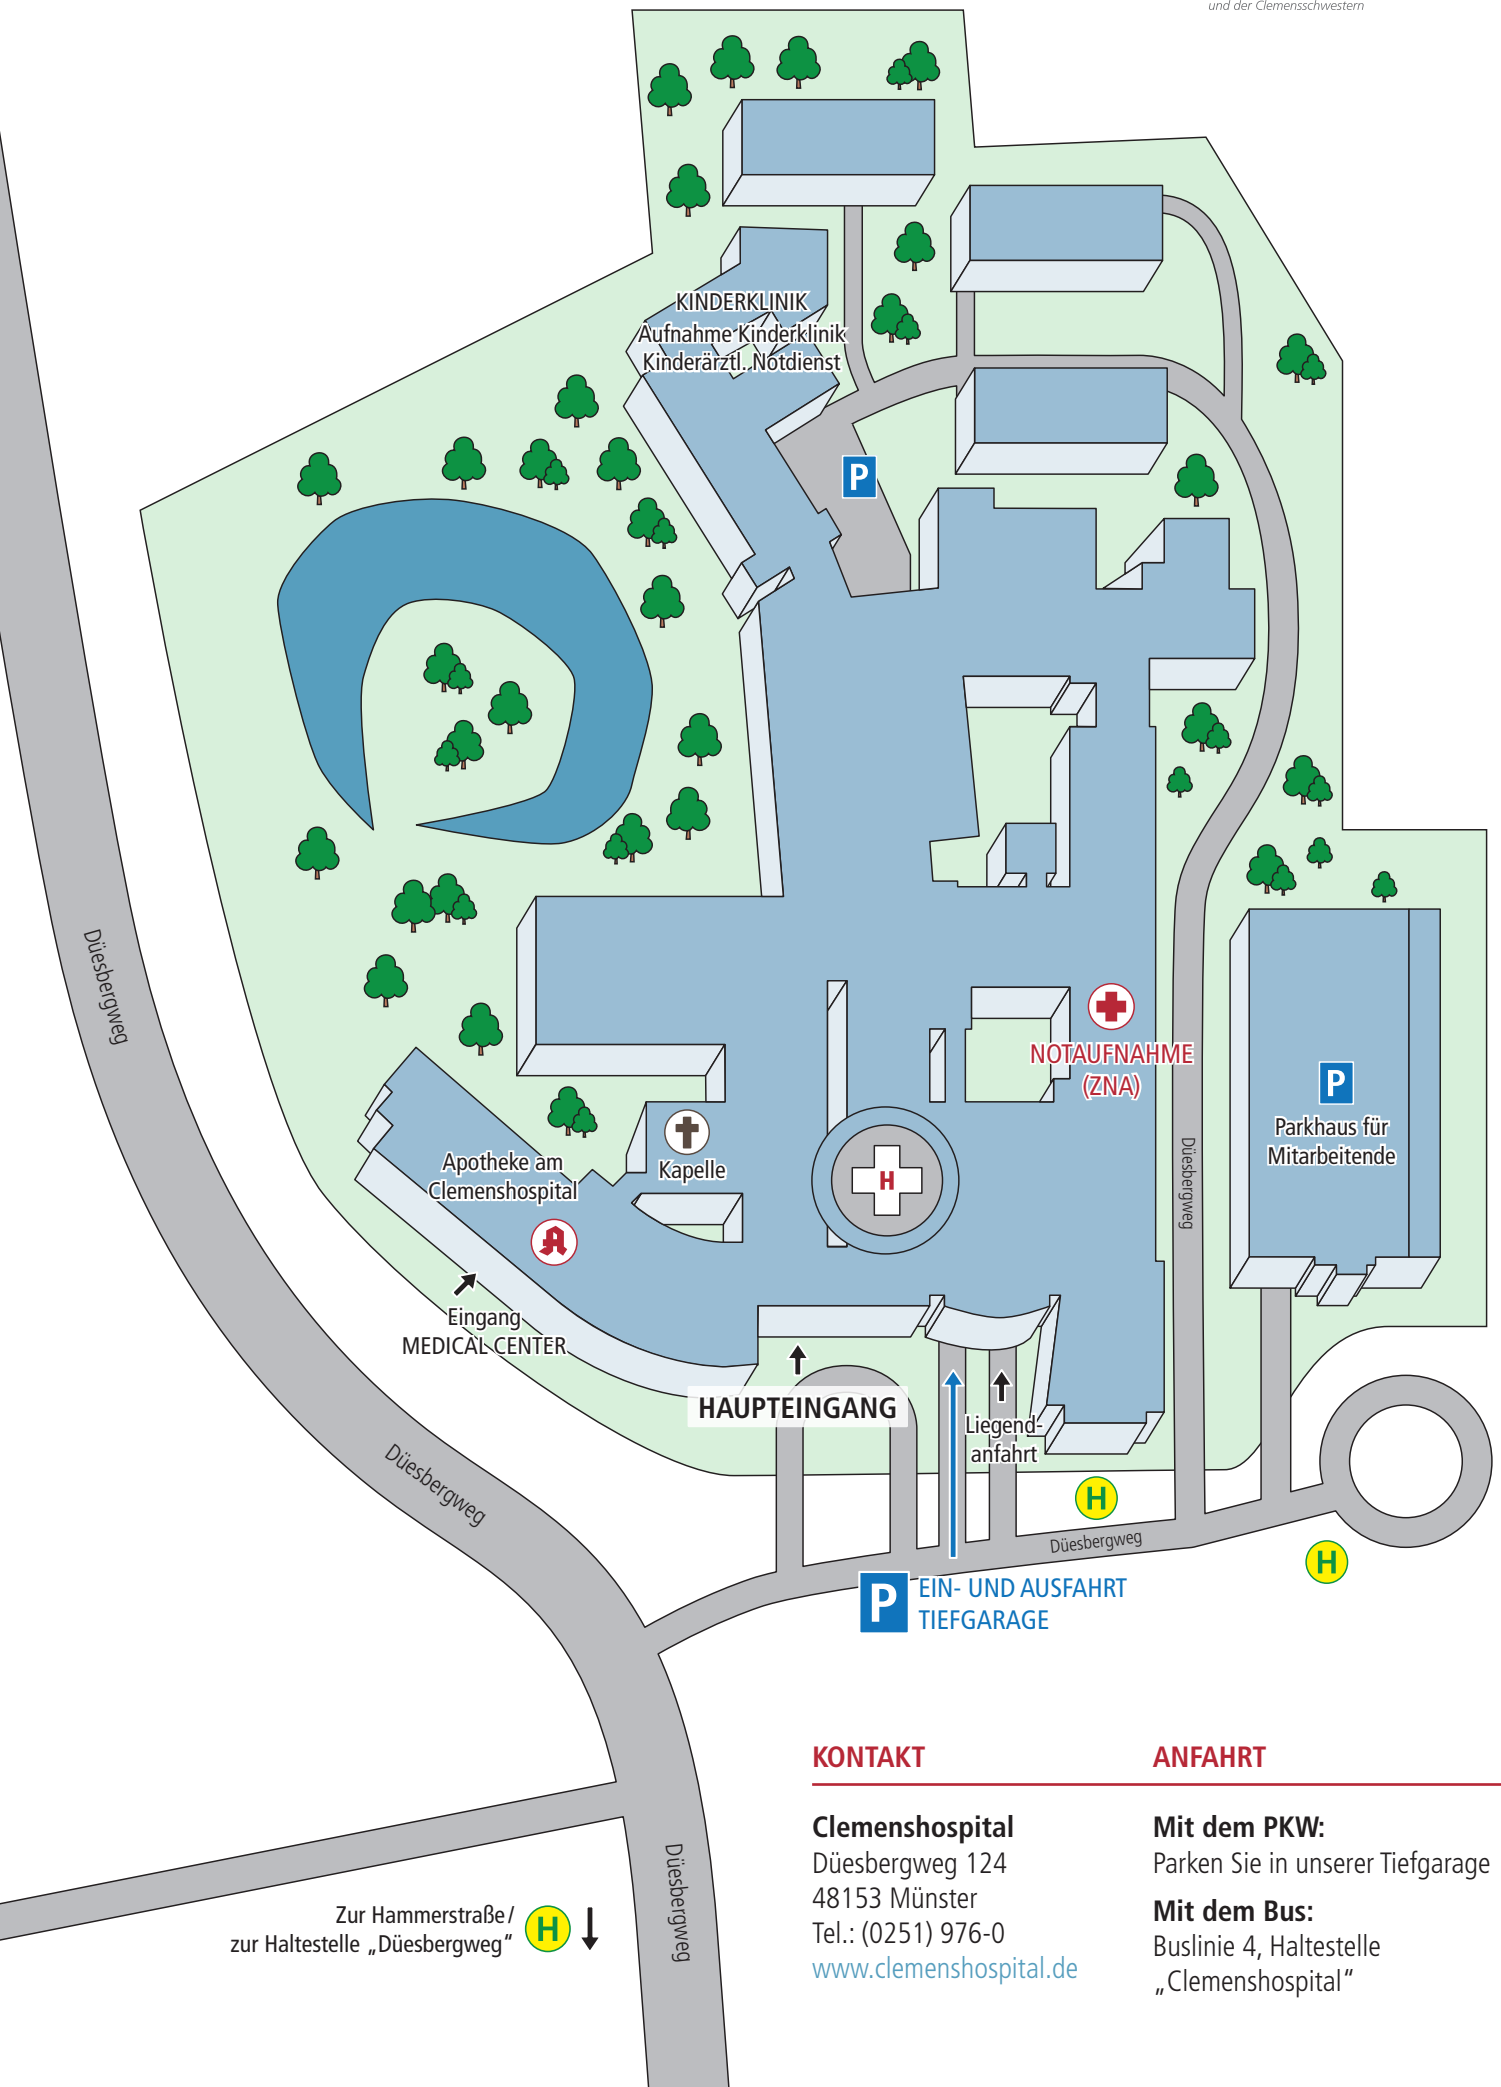 und der Clemensschwestern
KINDERKLINIK
Aufnahme Kinderklinik
Kinderärztl. Notdienst
P
Düesbergweg
NOTAUFNAHME
(ZNA)
P
Parkhaus für
Mitarbeitende
Kapelle
Apotheke am
Clemenshospital
A
H
Düesbergweg
Eingang
MEDICAL CENTER
HAUPTEINGANG
Liegend-
anfahrt
Düesbergweg
H
Düesbergweg
H
P
EIN- UND AUSFAHRT
TIEFGARAGE
KONTAKT
Clemenshospital
Düesbergweg 124
48153 Münster
Tel.: (0251) 976-0
www.clemenshospital.de
ANFAHRT
Mit dem PKW:
Parken Sie in unserer Tiefgarage
Mit dem Bus:
Buslinie 4, Haltestelle
„Clemenshospital“
Düesbergweg
Zur Hammerstraße/
zur Haltestelle „Düesbergweg“
H